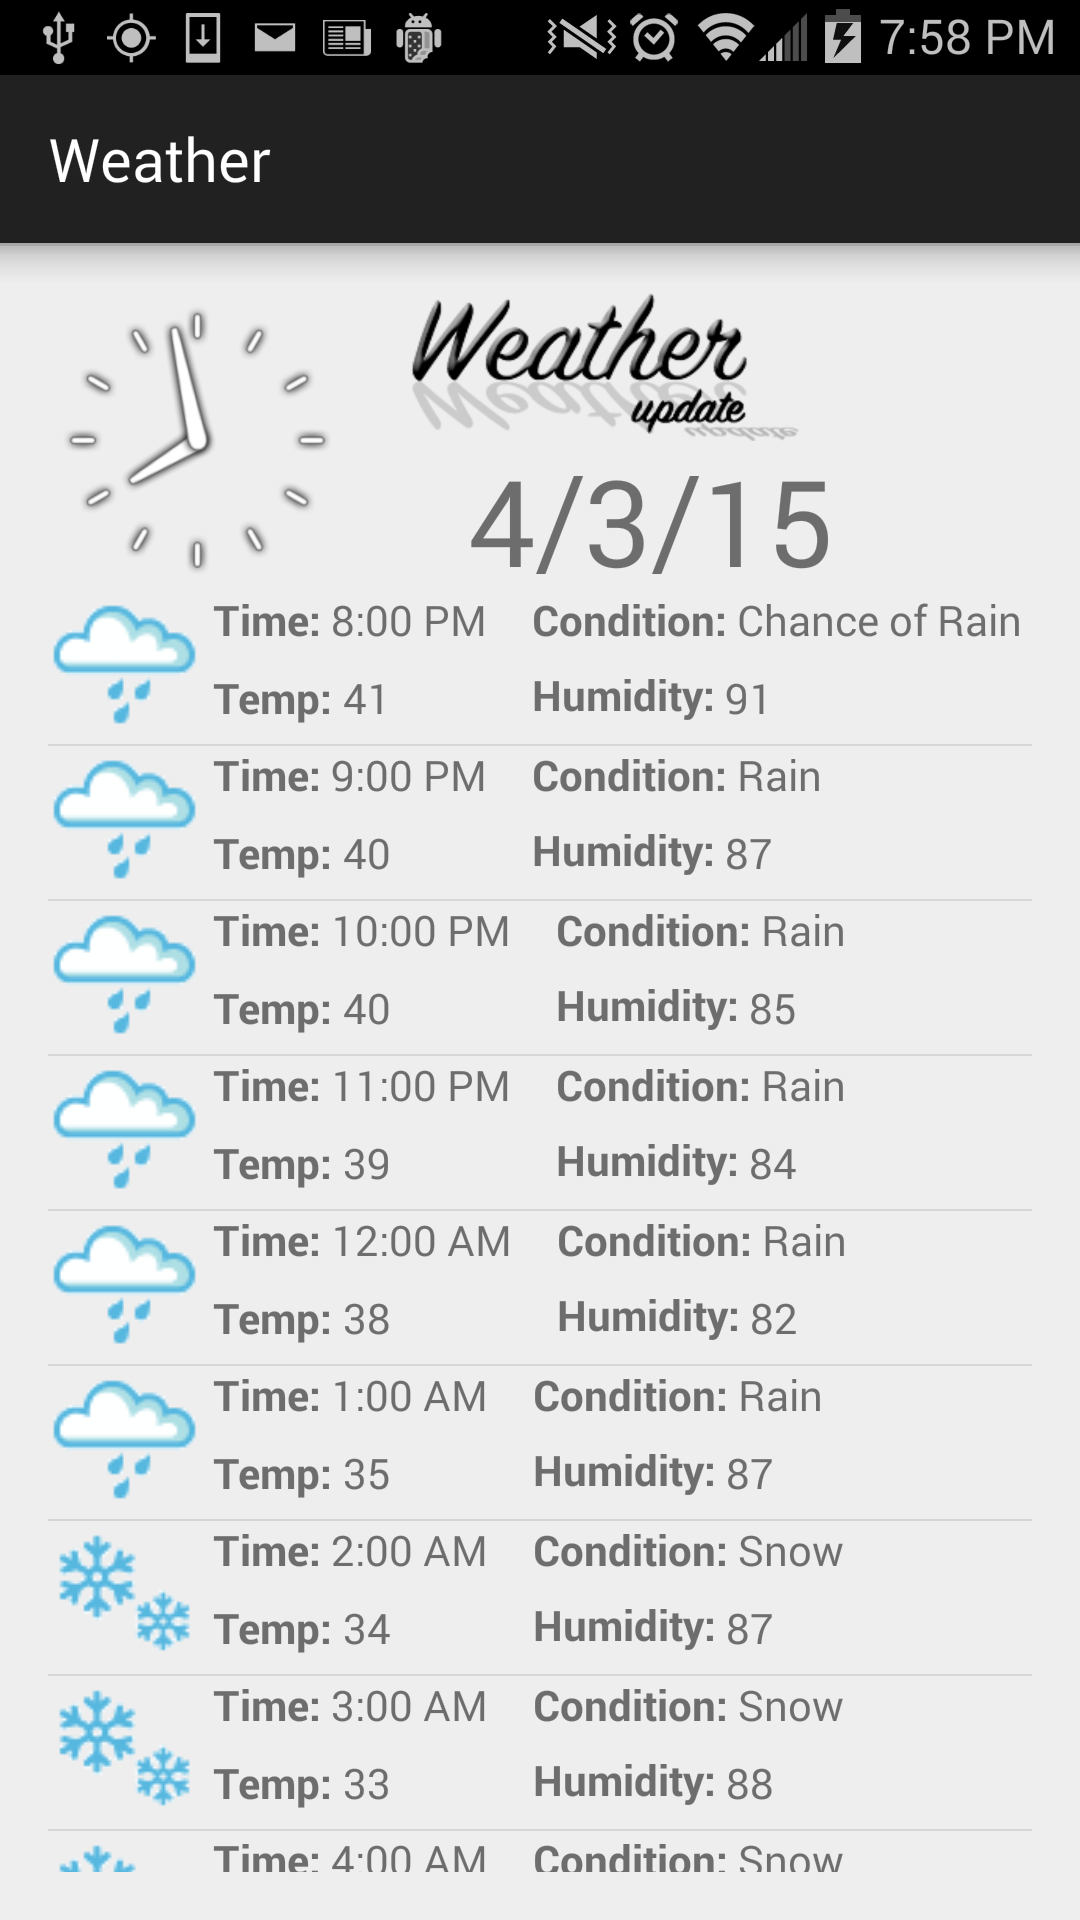 7:58 PM
Weather
Weather
update
4/3/15
Time: 8:00 PM Condition: Chance of Rain
Temp: 41 Humidity: 91
Time: 9:00 PM Condition: Rain
Temp: 40 Humidity: 87
Time: 10:00 PM Condition: Rain
Temp: 40 Humidity: 85
Time: 11:00 PM Condition: Rain
Temp: 39 Humidity: 84
Time: 12:00 AM Condition: Rain
Temp: 38 Humidity: 82
Time: 1:00 AM Condition: Rain
Temp: 35 Humidity: 87
Time: 2:00 AM Condition: Snow
Temp: 34 Humidity: 87
Time: 3:00 AM Condition: Snow
Temp: 33 Humidity: 88
Time: 4:00 AM Condition: Snow